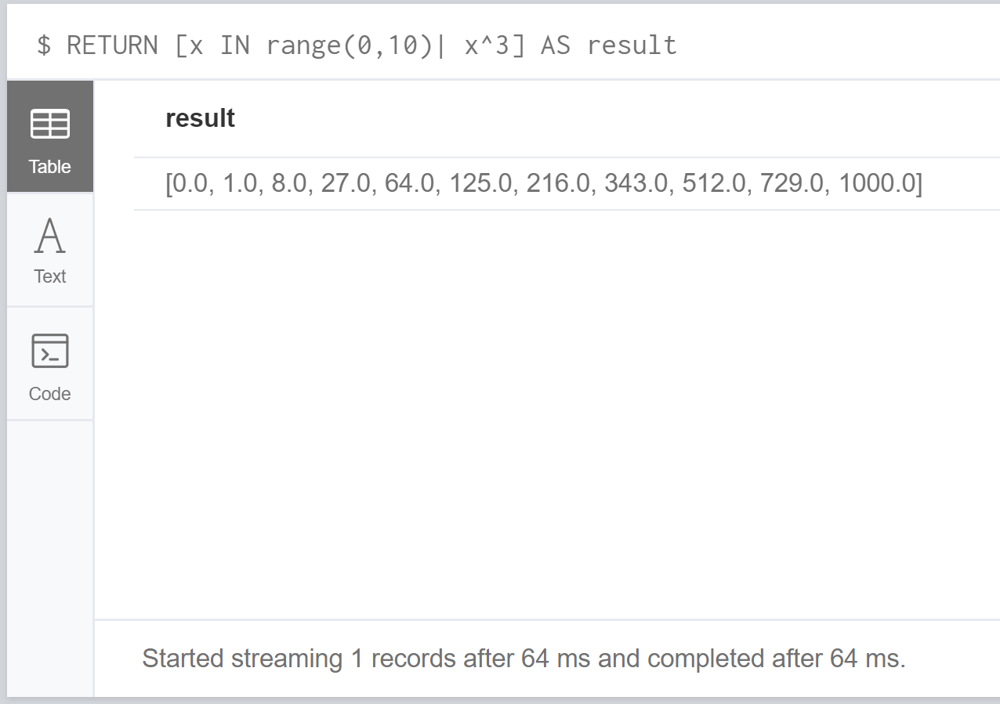 $ RETURN [x IN range(0,10)| x^3] AS result
Table
Text
Code
result
[0.0, 1.0, 8.0, 27.0, 64.0, 125.0, 216.0, 343.0, 512.0, 729.0, 1000.0]
Started streaming 1 records after 64 ms and completed after 64 ms.